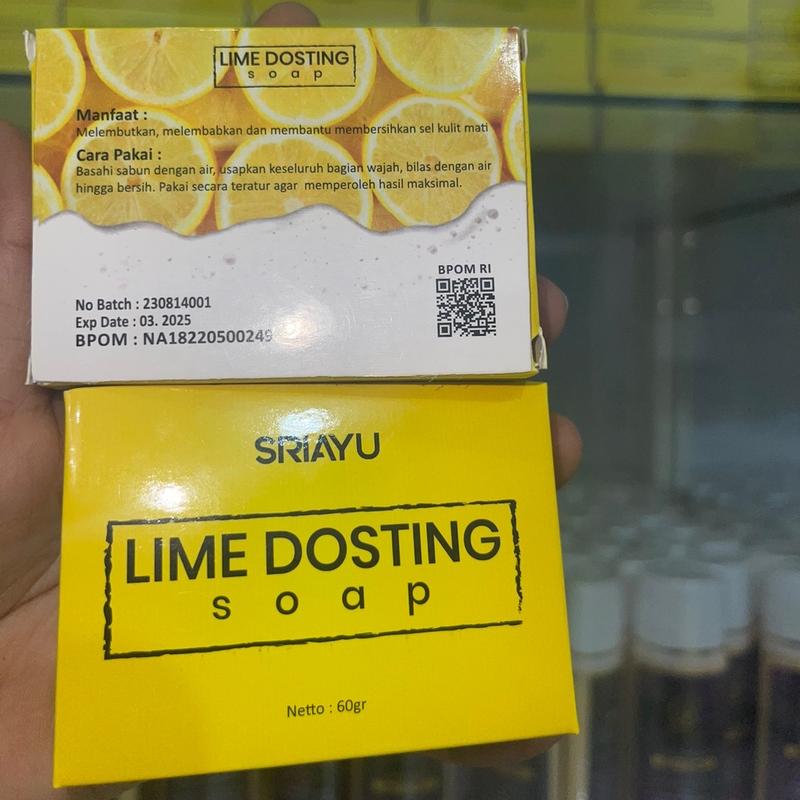 LIME DOSTING
soap
Manfaat :
Melembutkan, melembabkan dan membantu membersihkan sel kulit mati
Cara Pakai :
Basahi sabun dengan air, usapkan keseluruh bagian wajah, bilas dengan air
hingga bersih. Pakai secara teratur agar memperoleh hasil maksimal.
BPOM RI
No Batch : 230814001
Exp Date : 03. 2025
BPOM : NA18220500249
SRIAYU
LIME DOSTING
soap
Netto : 60gr